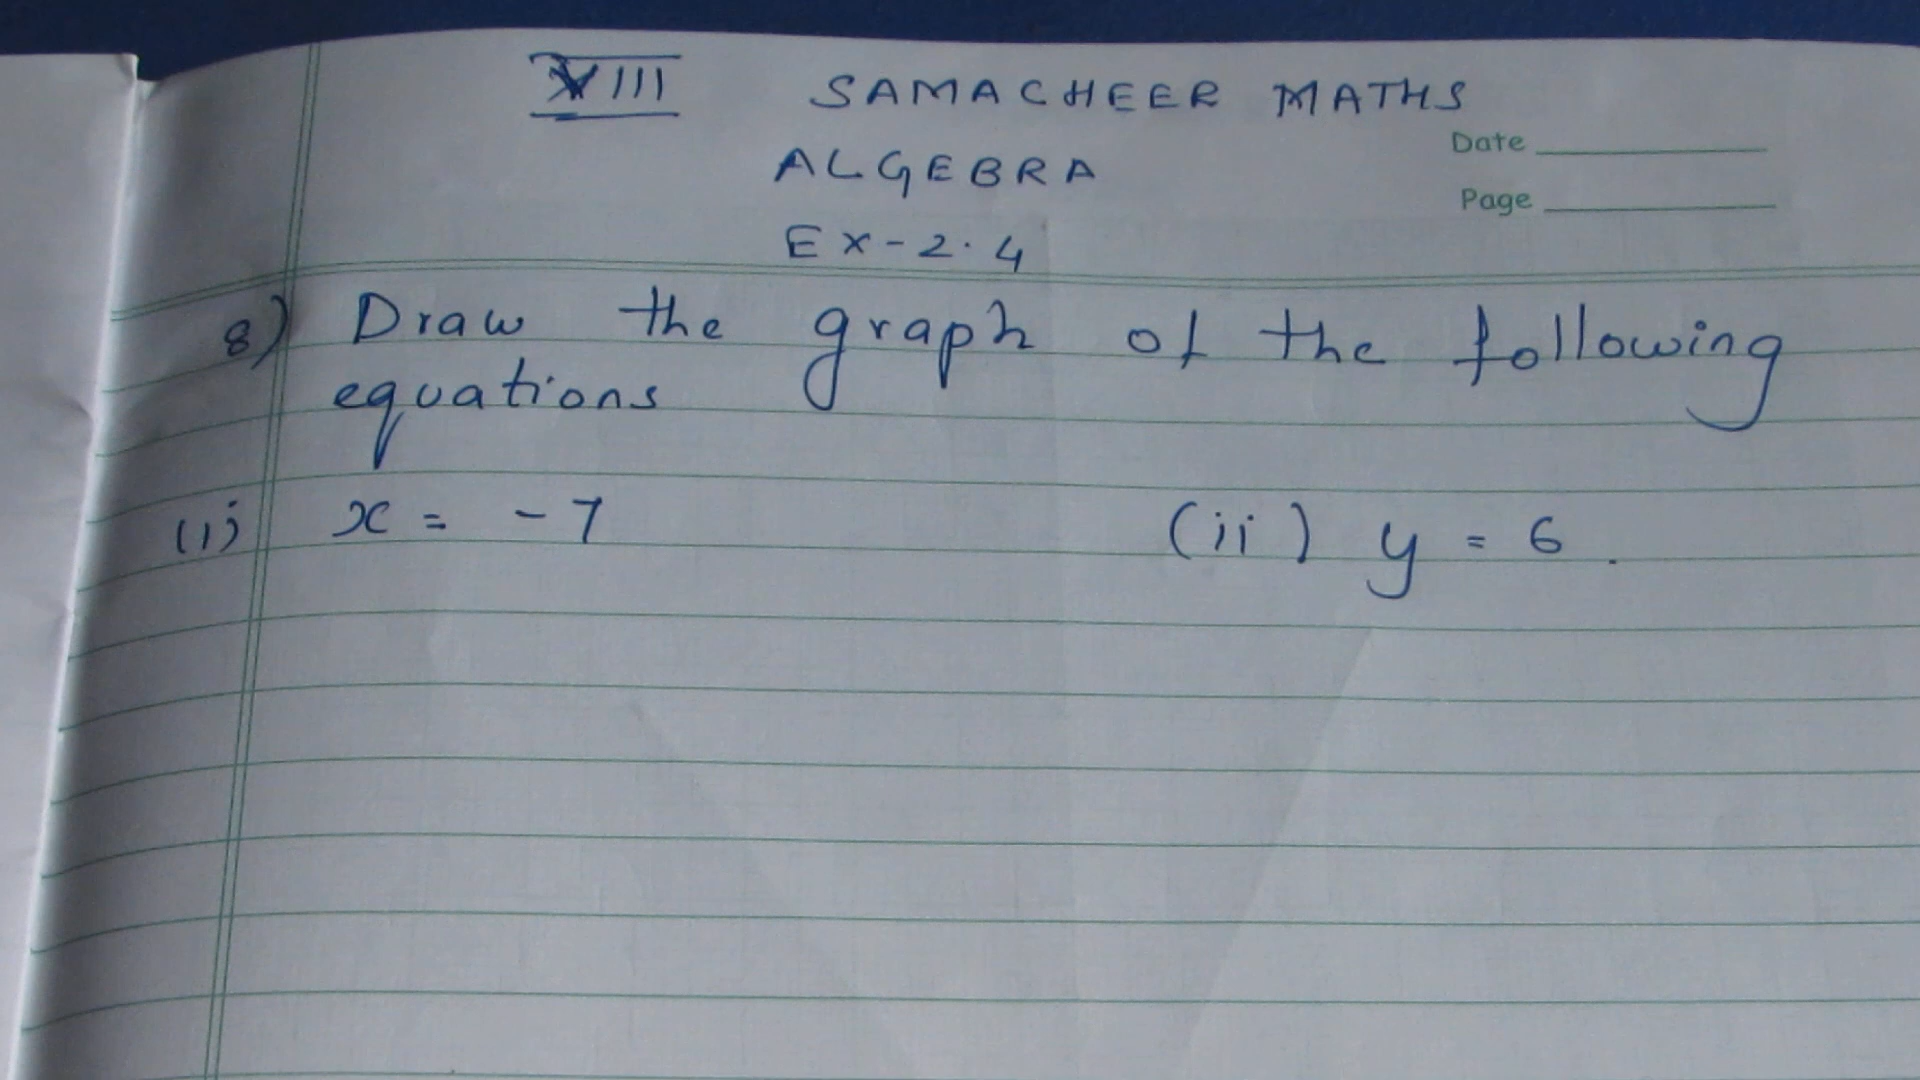 VIII SAMACHEER MATHS
ALGEBRA
Date
Page
EX-2.4
8) Draw the graph of the following
equations
(i) x = -7 (ii) y = 6.